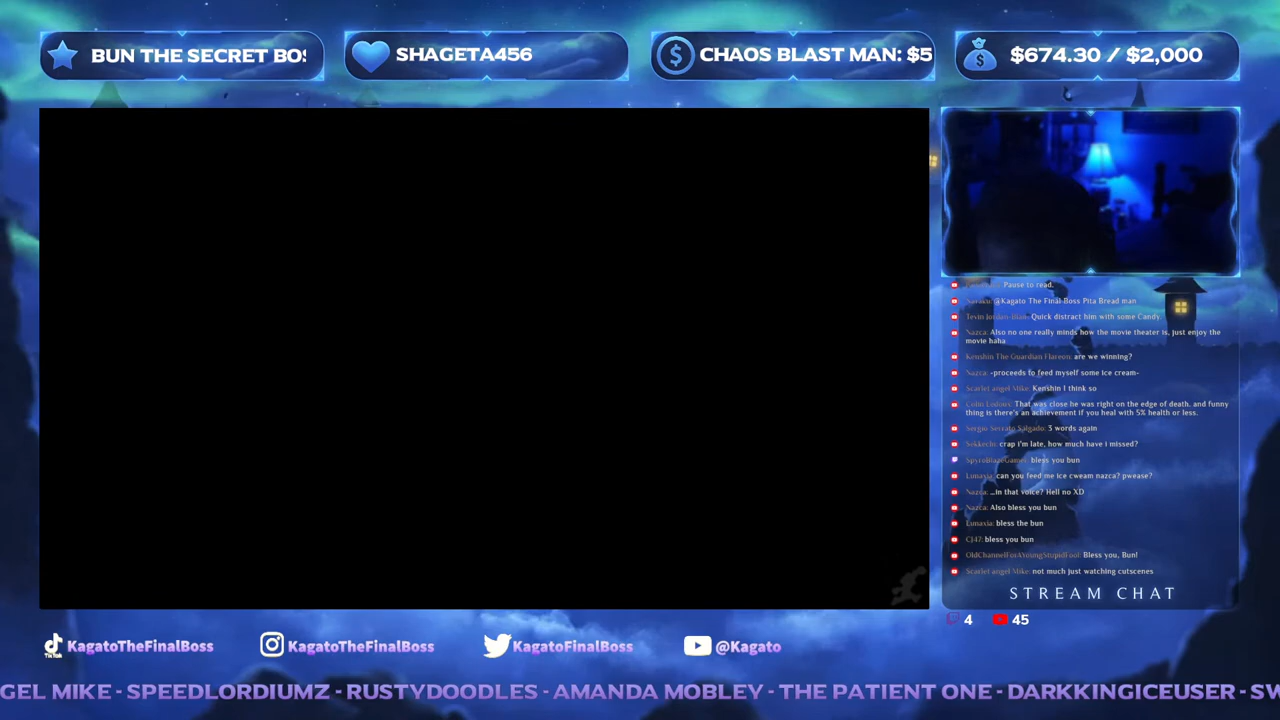 BUN THE SECRET BOS
SHAGETA456
CHAOS BLAST MAN: $5
$674.30 / $2,000
Pause to read.
@Kagato The Final Boss Pita Bread man
Tevin Jordan-Blair: Quick distract him with some Candy
Nazca: Also no one really minds how the movie theater is, just enjoy the
movie haha
Kenshin The Guardian Flareon: are we winning?
Nazca: -proceeds to feed myself some ice cream-
Scarlet angel Mike: Kenshin I think so
That was close he was right on the edge of death. and funny
thing is there's an achievement if you heal with 5% health or less.
Sergio Serrato Salgado: 3 words again
Sekkechi: crap i'm late, how much have i missed?
SpyroBlazeGames: bless you bun
Lunaxia: can you feed me ice cweam nazca? pwease?
Nazca: ...in that voice? Hell no XD
Nazca: Also bless you bun
Lunaxia: bless the bun
CJ47: bless you bun
OldChannelForAYoungStupidFool: Bless you, Bun!
Scarlet angel Mike: not much just watching cutscenes
STREAM CHAT
4 45
KagatoTheFinalBoss KagatoTheFinalBoss KagatoFinalBoss @Kagato
GEL MIKE - SPEEDLORDIUMZ - RUSTYDOODLES - AMANDA MOBLEY - THE PATIENT ONE - DARKKINGICEUSER - SW